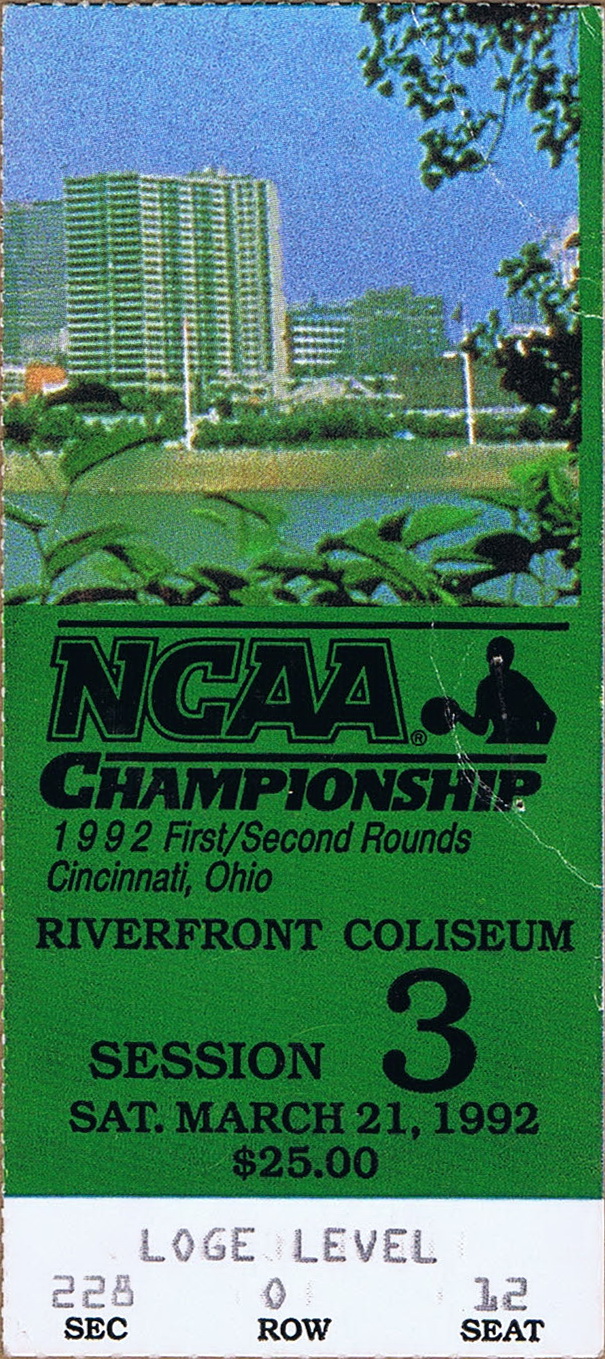 NCAA®
CHAMPIONSHIP
1992 First/Second Rounds
Cincinnati, Ohio
RIVERFRONT COLISEUM
SESSION 3
SAT. MARCH 21, 1992
$25.00
LOGE LEVEL
228 0 12
SEC ROW SEAT